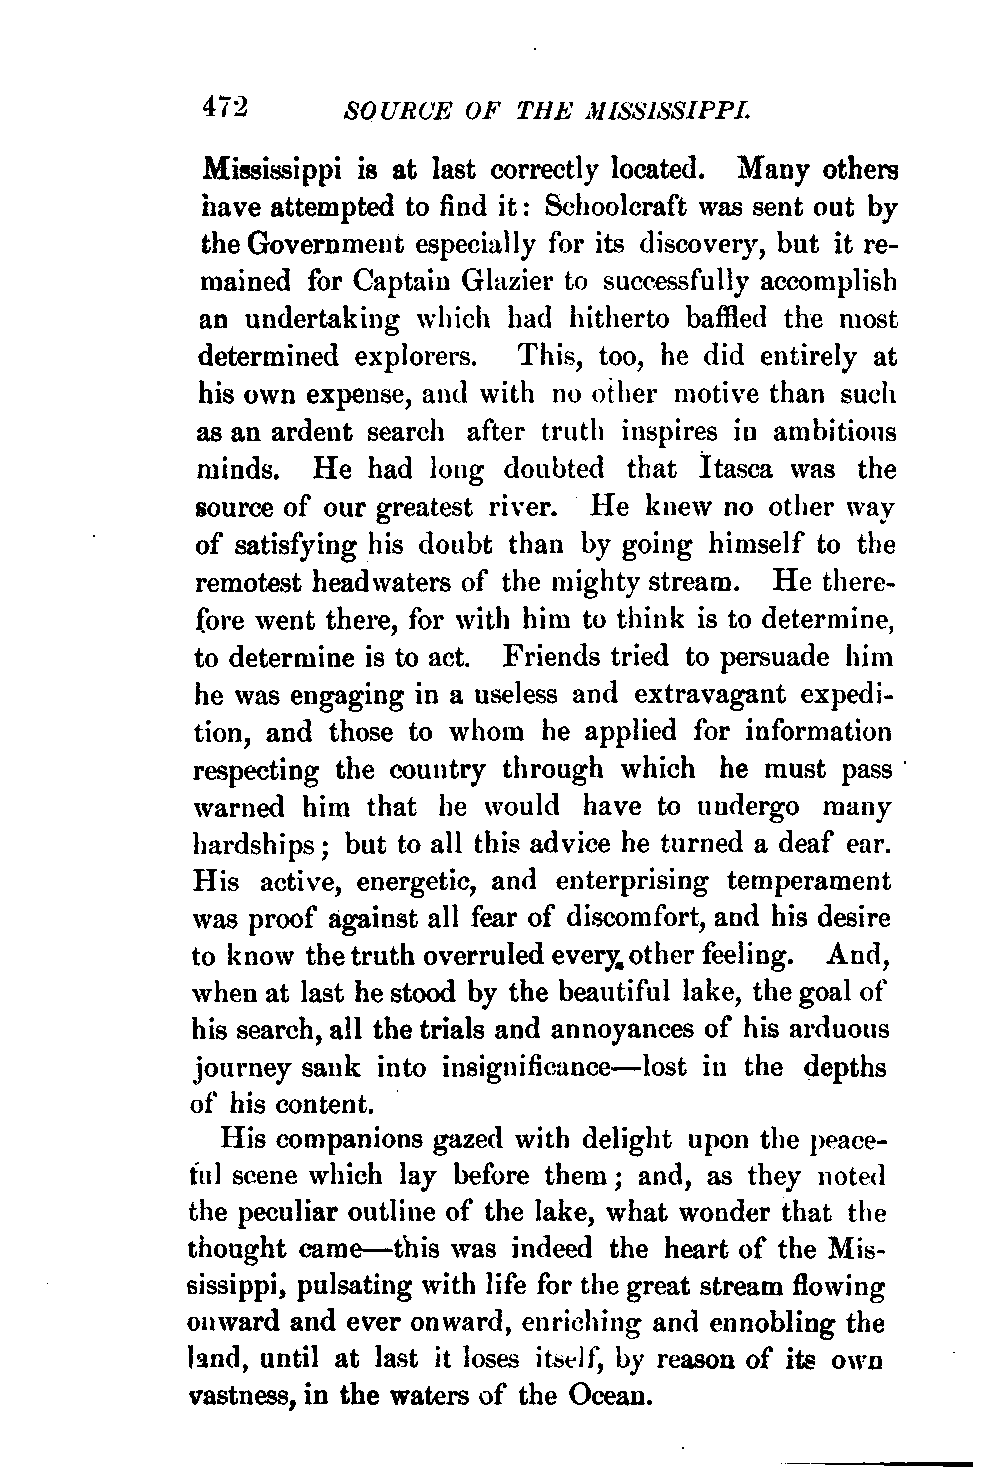 472 SOURCE OF THE MISSISSIPPI.
Mississippi is at last correctly located. Many others
have attempted to find it: Schoolcraft was sent out by
the Government especially for its discovery, but it re-
mained for Captain Glazier to successfully accomplish
an undertaking which had hitherto baffled the most
determined explorers. This, too, he did entirely at
his own expense, and with no other motive than such
as an ardent search after truth inspires in ambitious
minds. He had long doubted that Itasca was the
source of our greatest river. He knew no other way
of satisfying his doubt than by going himself to the
remotest headwaters of the mighty stream. He there-
fore went there, for with him to think is to determine,
to determine is to act. Friends tried to persuade him
he was engaging in a useless and extravagant expedi-
tion, and those to whom he applied for information
respecting the country through which he must pass
warned him that he would have to undergo many
hardships; but to all this advice he turned a deaf ear.
His active, energetic, and enterprising temperament
was proof against all fear of discomfort, and his desire
to know the truth overruled every other feeling. And,
when at last he stood by the beautiful lake, the goal of
his search, all the trials and annoyances of his arduous
journey sank into insignificance—lost in the depths
of his content.
His companions gazed with delight upon the peace-
ful scene which lay before them; and, as they noted
the peculiar outline of the lake, what wonder that the
thought came—this was indeed the heart of the Mis-
sissippi, pulsating with life for the great stream flowing
onward and ever onward, enriching and ennobling the
land, until at last it loses itself, by reason of its own
vastness, in the waters of the Ocean.